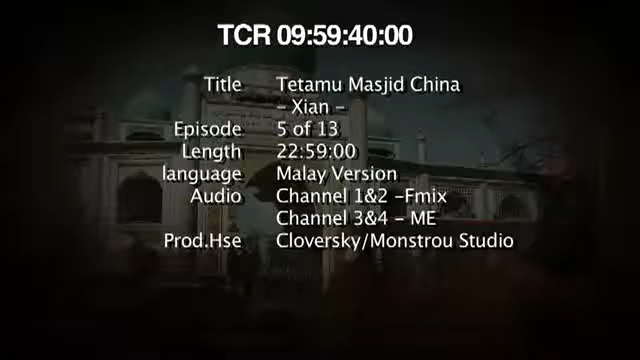 TCR 09:59:40:00
Title Tetamu Masjid China
- Xian -
Episode 5 of 13
Length 22:59:00
language Malay Version
Audio Channel 1&2 -Fmix
Channel 3&4 - ME
Prod.Hse Cloversky/Monstrou Studio